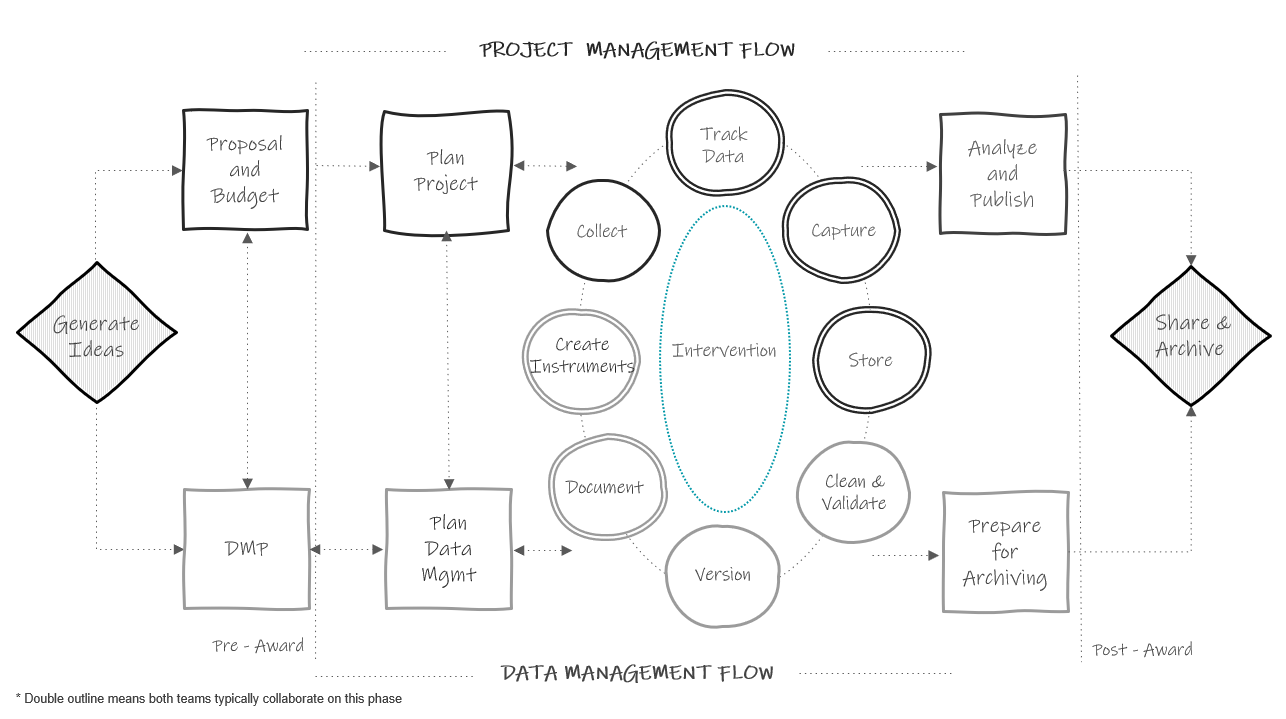 PROJECT MANAGEMENT FLOW
Proposal
and
Budget
Plan
Project
Track
Data
Analyze
and
Publish
Collect
Capture
Generate
Ideas
Create
Instruments
Intervention
Store
Share &
Archive
Document
Clean &
Validate
DMP
Plan
Data
Mgmt
Version
Prepare
for
Archiving
Pre - Award
Post - Award
DATA MANAGEMENT FLOW
* Double outline means both teams typically collaborate on this phase